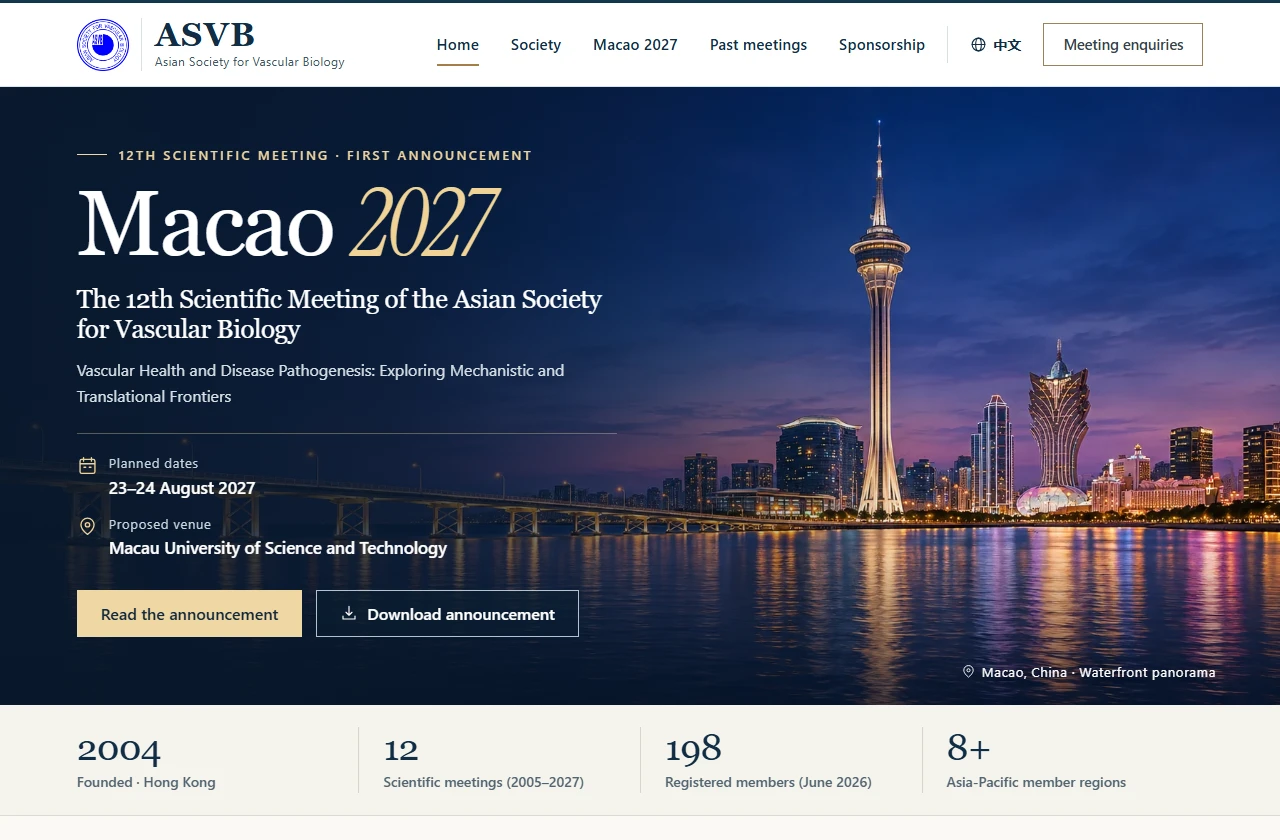 ASVB
Asian Society for Vascular Biology
Home
Society
Macao 2027
Past meetings
Sponsorship
中文
Meeting enquiries
12TH SCIENTIFIC MEETING · FIRST ANNOUNCEMENT
Macao 2027
The 12th Scientific Meeting of the Asian Society
for Vascular Biology
Vascular Health and Disease Pathogenesis: Exploring Mechanistic and
Translational Frontiers
Planned dates
23–24 August 2027
Proposed venue
Macau University of Science and Technology
Read the announcement
Download announcement
Macao, China · Waterfront panorama
2004
Founded · Hong Kong
12
Scientific meetings (2005–2027)
198
Registered members (June 2026)
8+
Asia-Pacific member regions